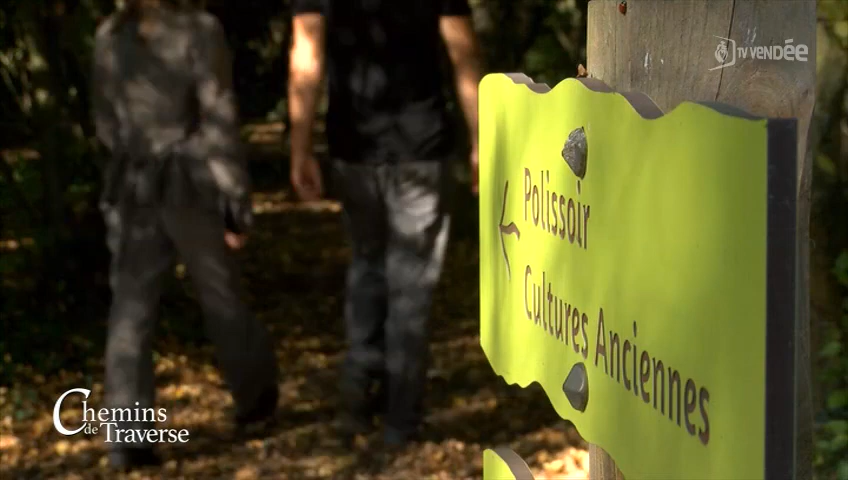 TV VENDÉE
Polissoir
Cultures Anciennes
Chemins
de Traverse